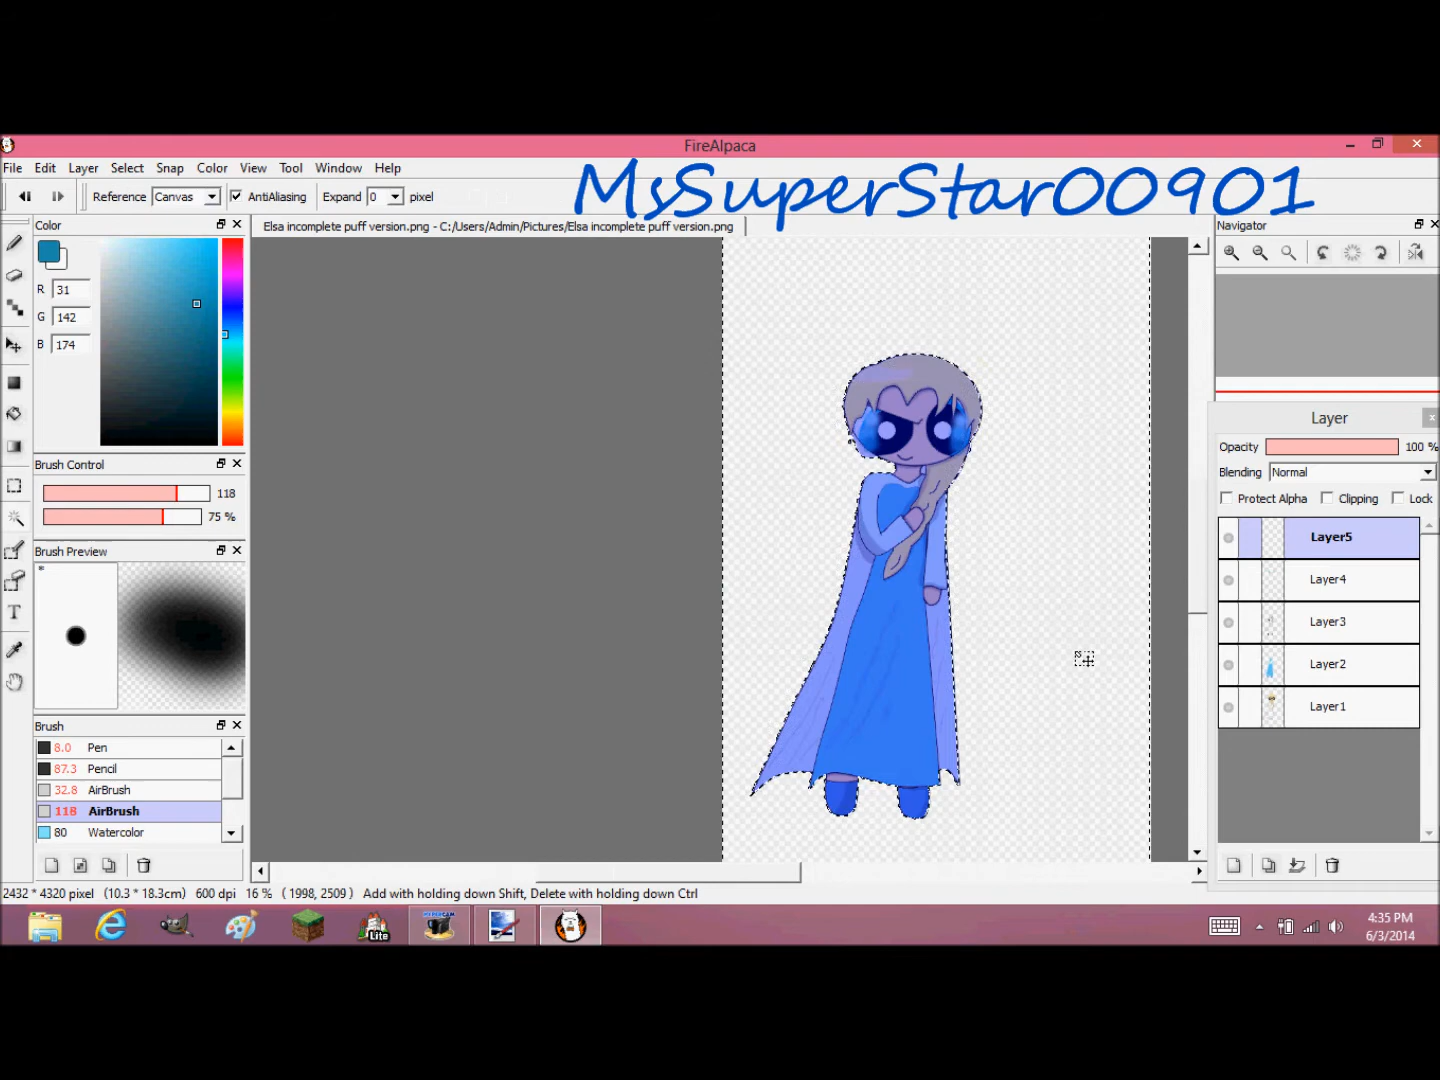 FireAlpaca
File Edit Layer Select Snap Color View Tool Window Help
MsSuperStar00901
Reference Canvas AntiAliasing Expand 0 pixel
Color
Elsa incomplete puff version.png - C:/Users/Admin/Pictures/Elsa incomplete puff version.png
Navigator
R 31
G 142
B 174
Layer
Opacity 100 %
Brush Control
Blending Normal
118
Protect Alpha Clipping Lock
75 %
Layer5
Brush Preview
Layer4
T
Layer3
Layer2
Layer1
Brush
8.0 Pen
87.3 Pencil
32.8 AirBrush
118 AirBrush
80 Watercolor
2432 * 4320 pixel (10.3 * 18.3cm) 600 dpi 16 % ( 1998, 2509 ) Add with holding down Shift, Delete with holding down Ctrl
Lite
4:35 PM
6/3/2014